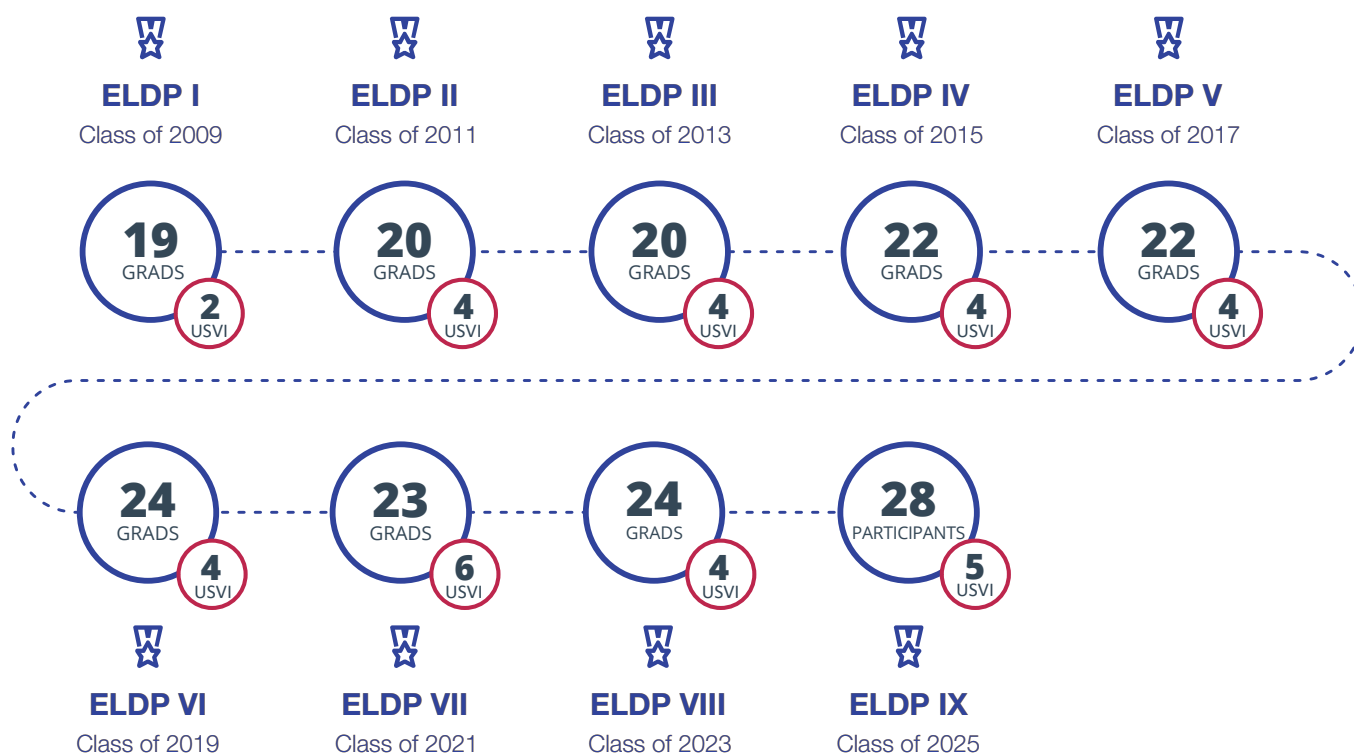 ELDP I
Class of 2009
19
GRADS
2
USVI
ELDP II
Class of 2011
20
GRADS
4
USVI
ELDP III
Class of 2013
20
GRADS
4
USVI
ELDP IV
Class of 2015
22
GRADS
4
USVI
ELDP V
Class of 2017
22
GRADS
4
USVI
24
GRADS
4
USVI
ELDP VI
Class of 2019
23
GRADS
6
USVI
ELDP VII
Class of 2021
24
GRADS
4
USVI
ELDP VIII
Class of 2023
28
PARTICIPANTS
5
USVI
ELDP IX
Class of 2025